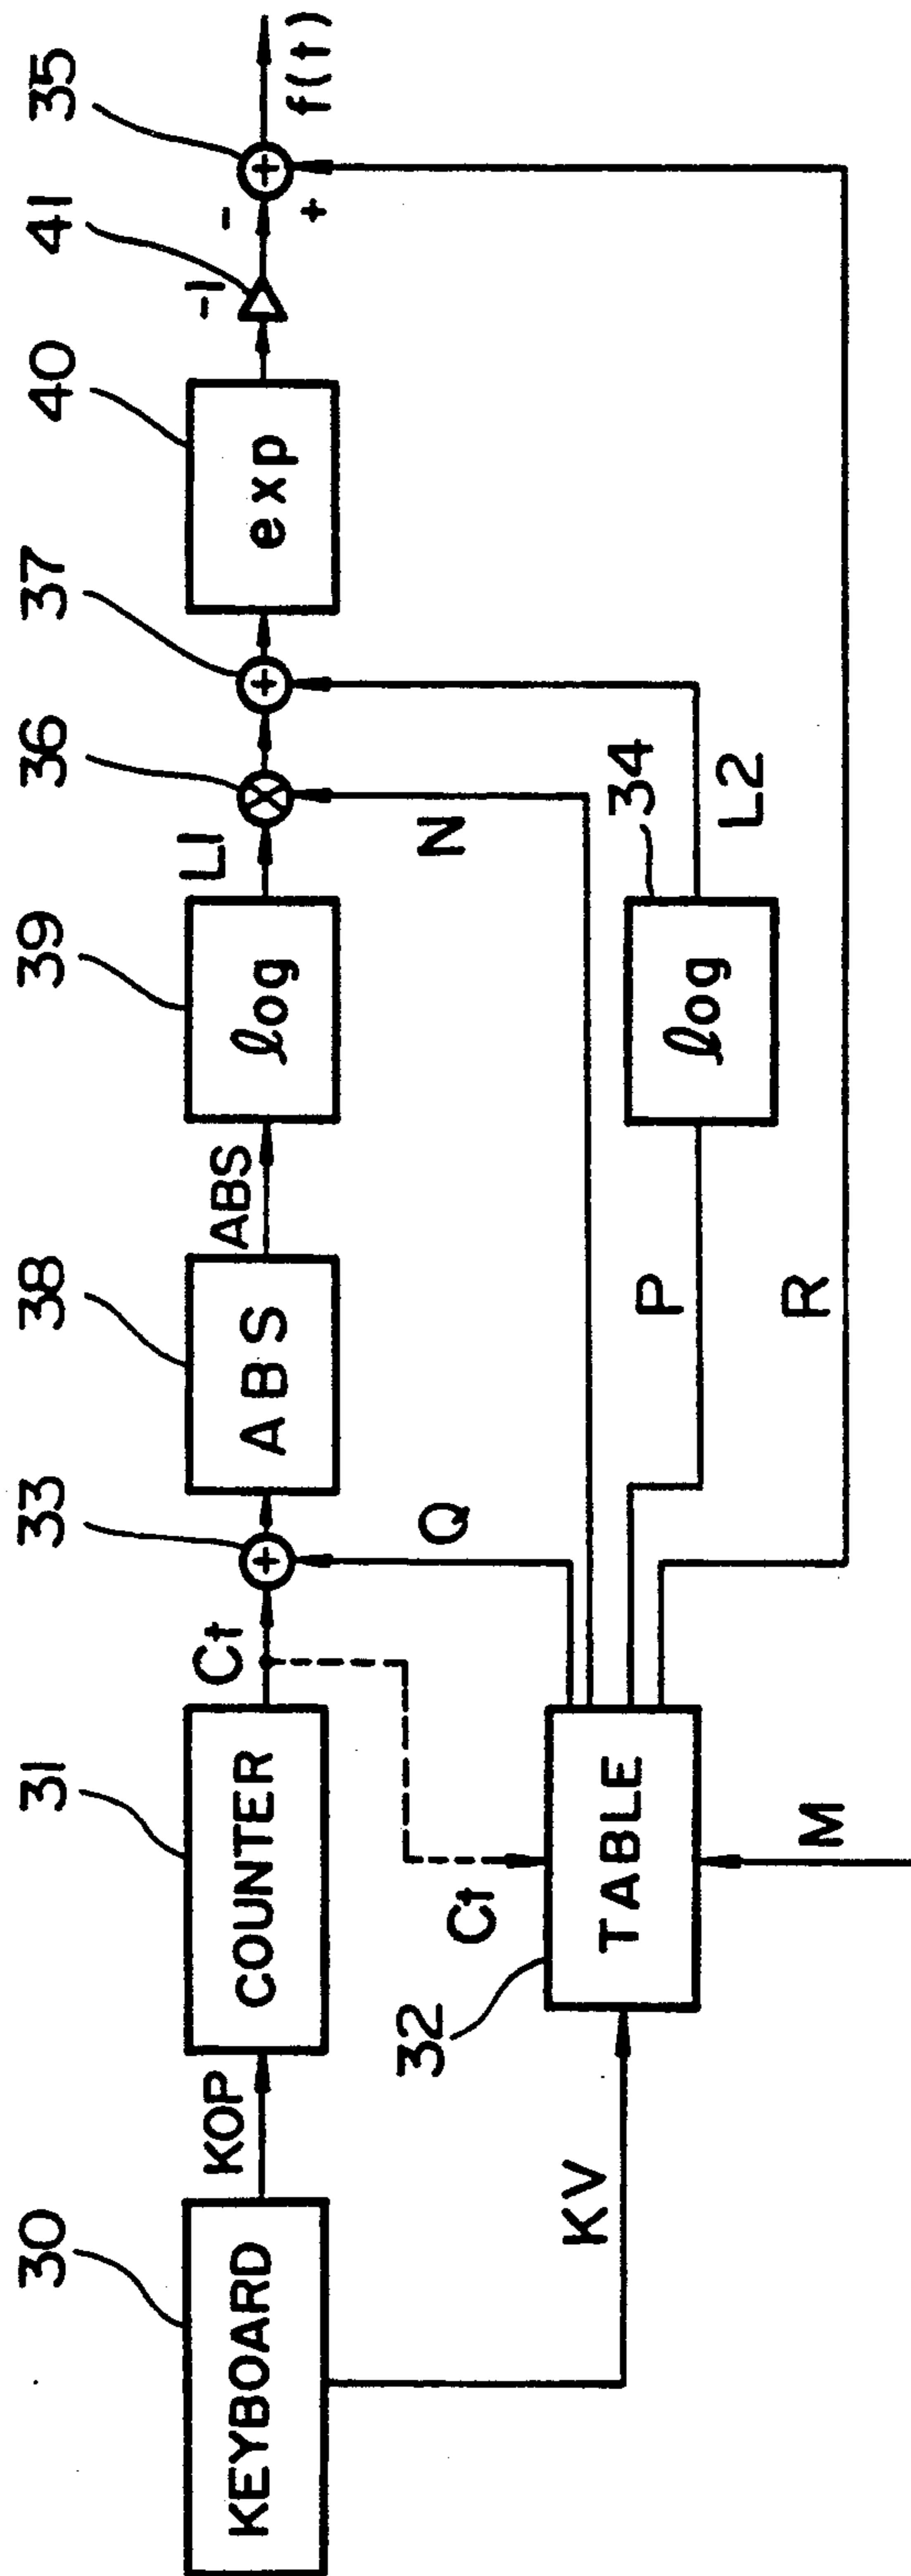 30
KEYBOARD
KOP
31
COUNTER
Ct
33
+
38
ABS
ABS
39
log
L1
36
×
37
+
40
exp
-1
41
-
35
+
+
f(t)
Q
N
Ct
32
TABLE
KV
M
P
34
log
L2
R